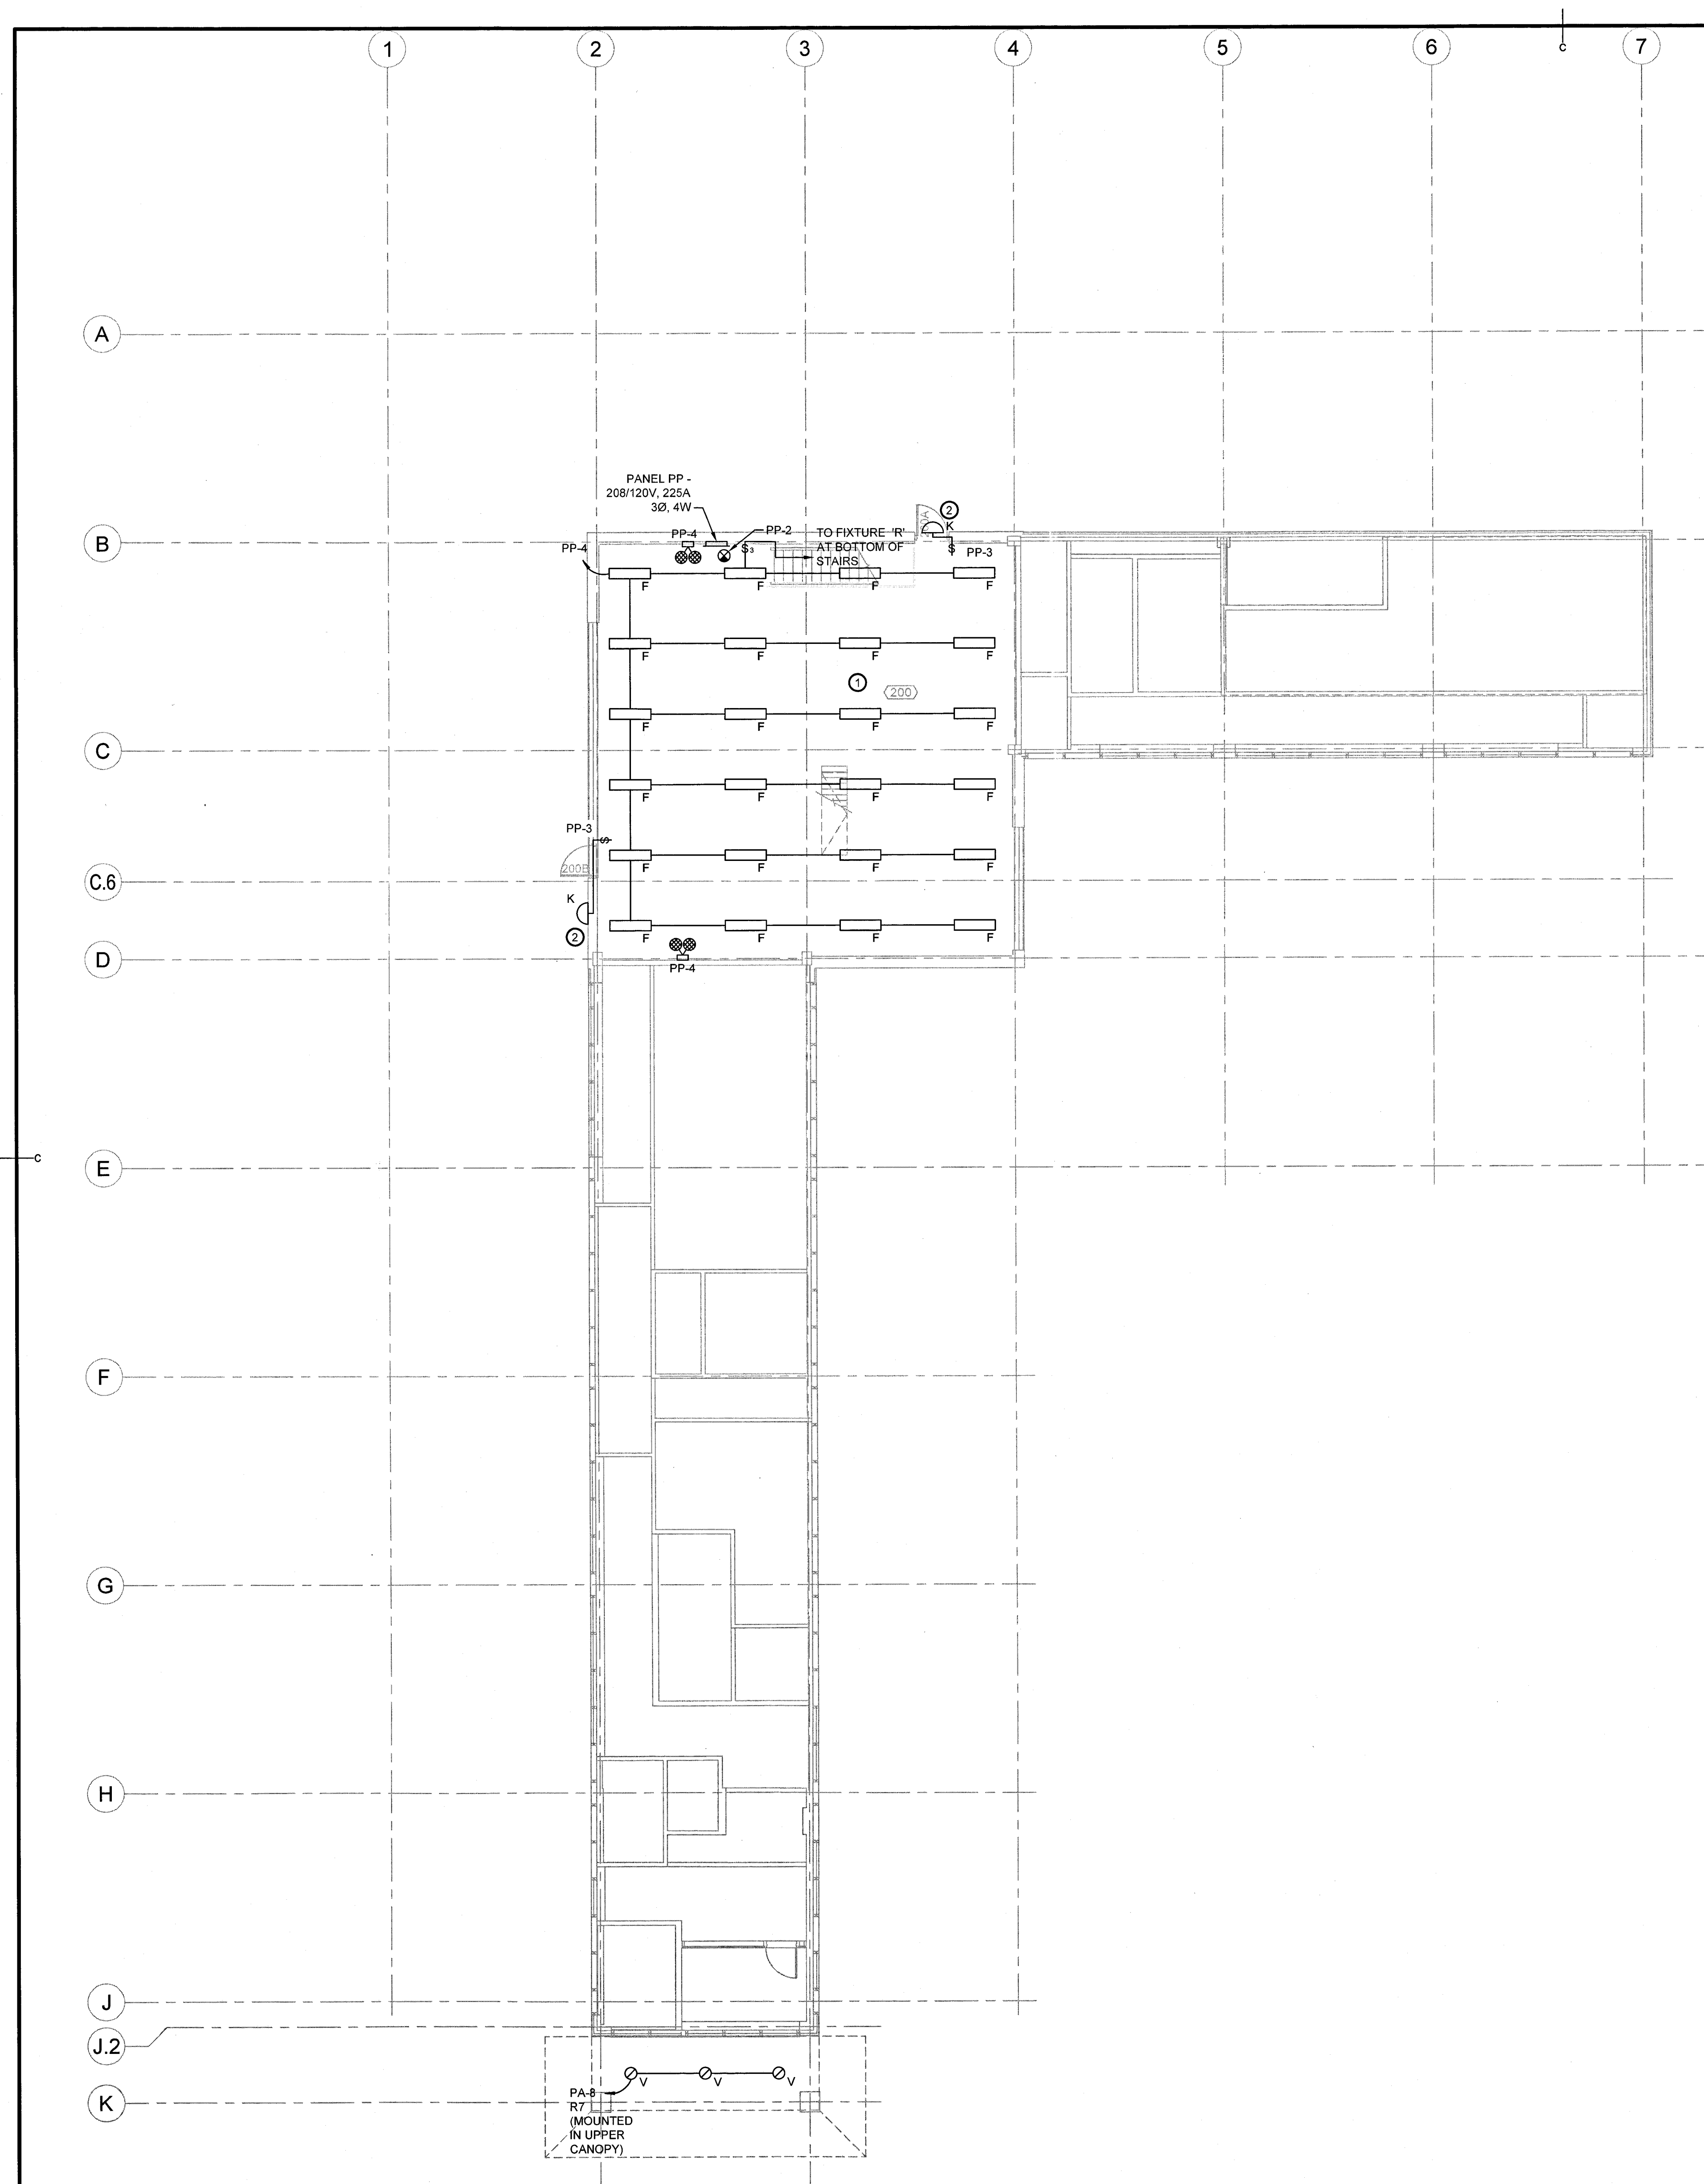 C
1
2
3
4
5
6
7
A
PANEL PP -
208/120V, 225A
3Ø, 4W
2
K
B
PP-4
PP-4
PP-2
S3
TO FIXTURE 'R'
AT BOTTOM OF
STAIRS
S
PP-3
F
F
F
F
F
F
F
F
1
200
F
F
F
F
C
F
F
F
F
PP-3
S
200B
F
F
F
F
C.6
K
2
F
F
F
F
D
PP-4
C
E
F
G
H
J
J.2
V
V
V
K
PA-8
R7
(MOUNTED
IN UPPER
CANOPY)